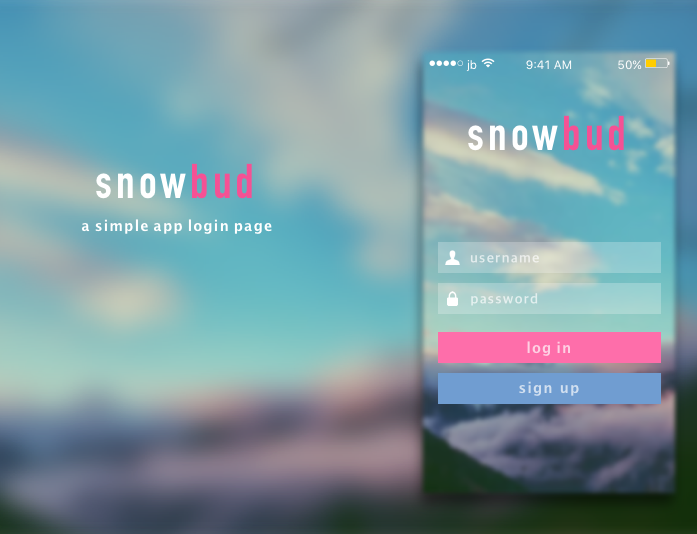 snowbud
a simple app login page
jb 9:41 AM 50%
snowbud
username
password
log in
sign up